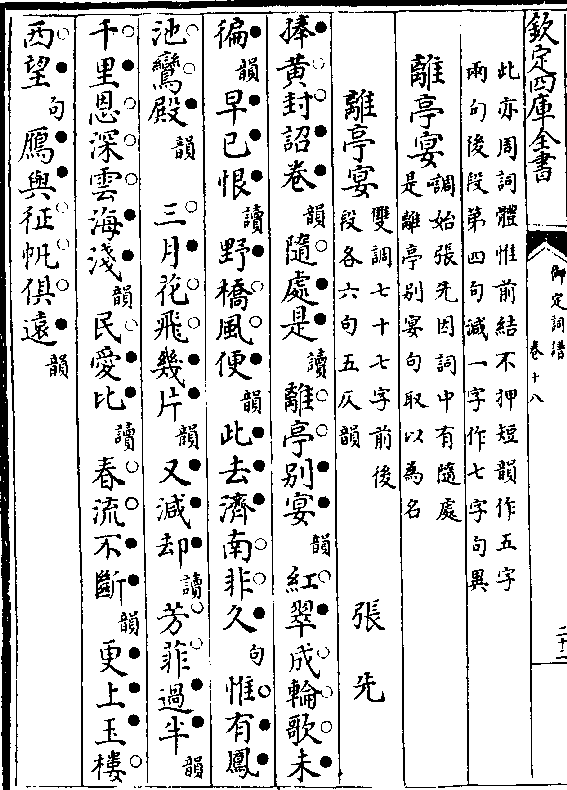 欽定四庫全書
御定詞譜
卷十八
二十二
此亦周詞體惟前結不押短韻作五字
兩句後段第四句減一字作七字句異
離亭宴
調始張先因詞中有隨處
是離亭别宴句取以為名
離亭宴
雙調七十七字前後
段各六句五仄韻
張先
捧黄封詔卷韻隨處是讀離亭别宴韻紅翠成輪歌未
徧韻早已恨讀野橋風便韻此去濟南非久句惟有鳳
池鸞殿韻 三月花飛幾片韻又減却讀芳菲過半韻
千里恩深雲海淺韻民愛比讀春流不斷韻更上玉樓
西望句鴈與征帆俱遠韻